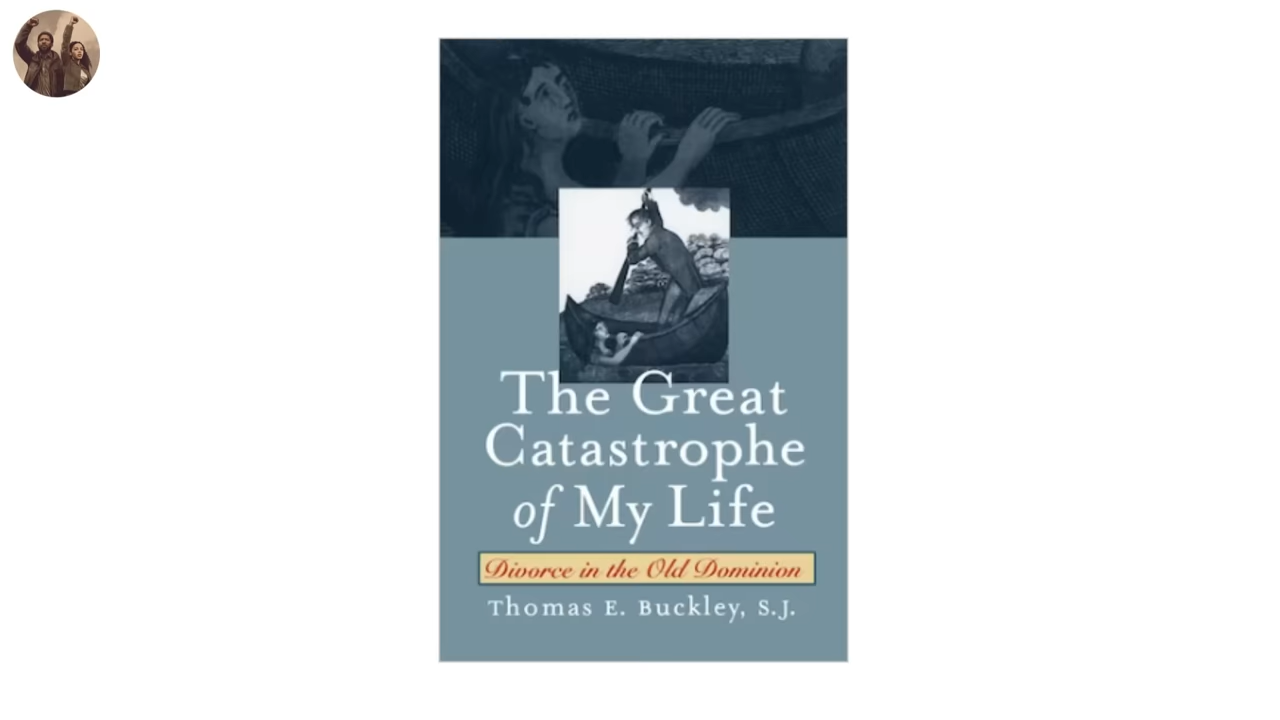 The Great
Catastrophe
of My Life
Divorce in the Old Dominion
Thomas E. Buckley, S.J.